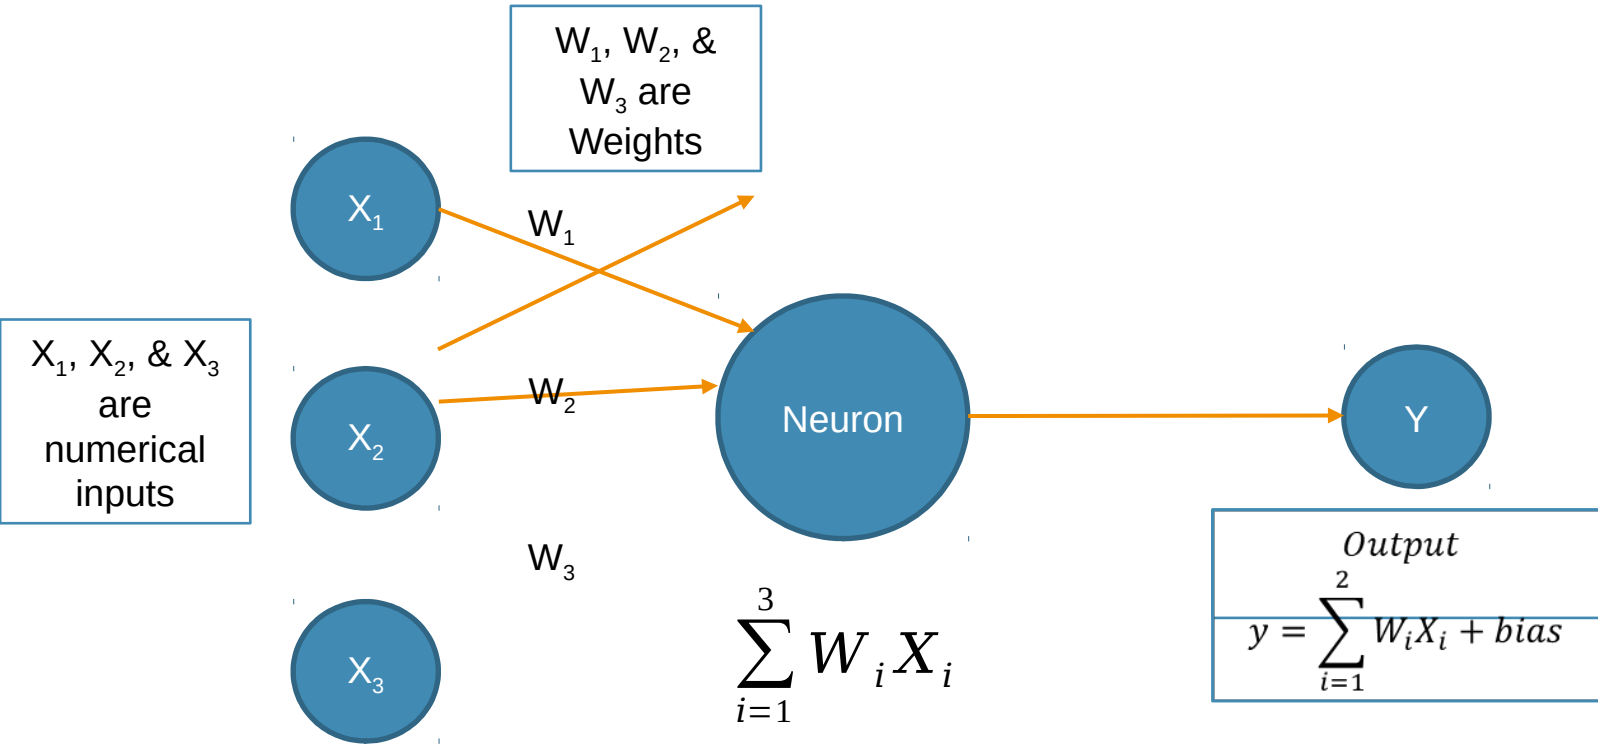 W₁, W₂, &
W₃ are
Weights
X₁
W₁
X₁, X₂, & X₃
are
numerical
inputs
W₂
X₂
Neuron
Y
W₃
X₃
3
∑ W i X i
i=1
Output
2
y = ∑ WᵢXᵢ + bias
i=1